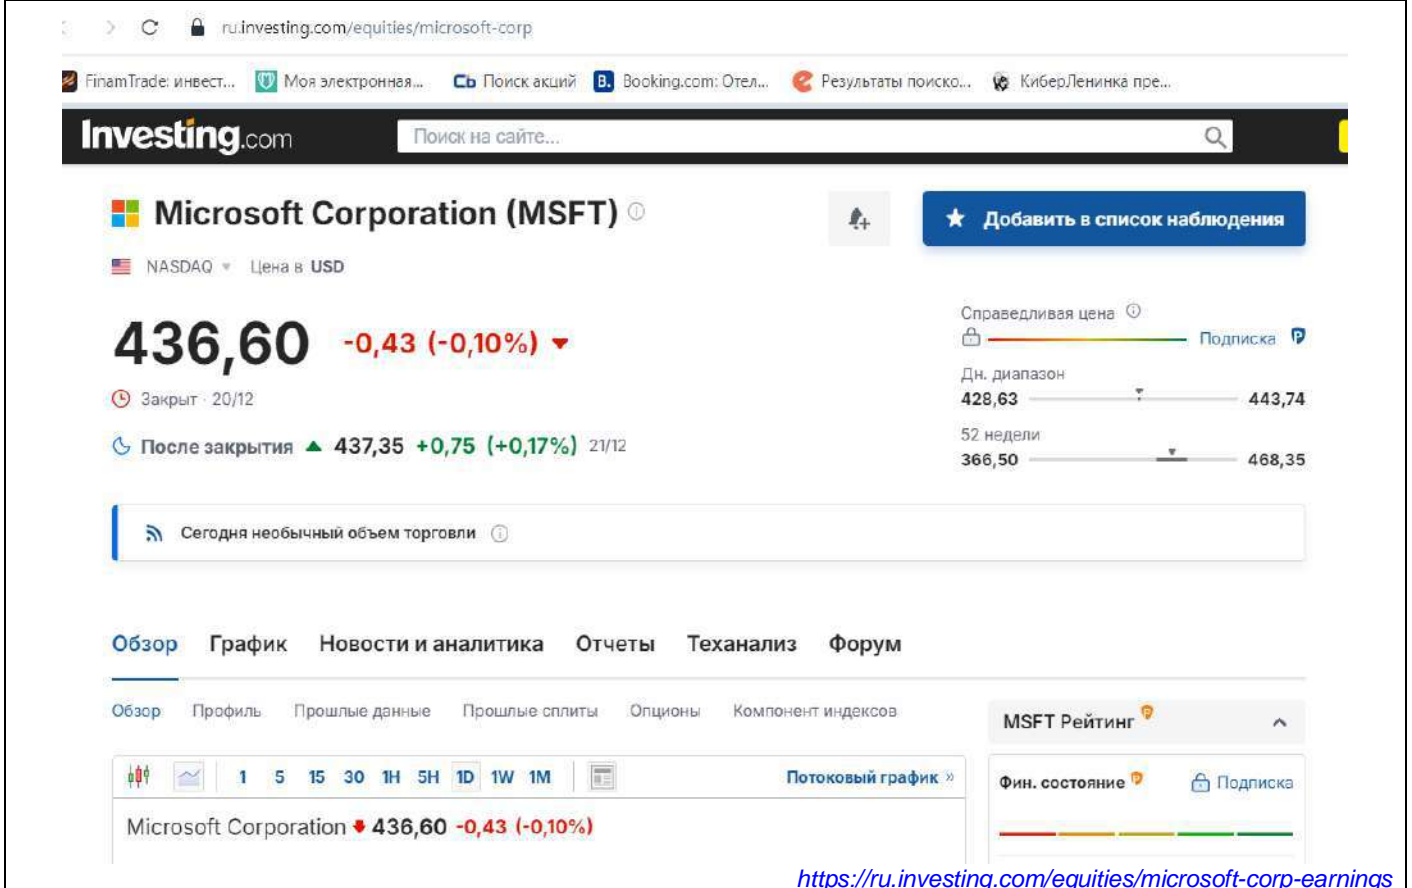 ru.investing.com/equities/microsoft-corp
FinamTrade: инвест... Моя электронная... Сь Поиск акций B. Booking.com: Отел... Результаты поиско... КиберЛенинка пре...
Investing.com Поиск на сайте...
Microsoft Corporation (MSFT)
Добавить в список наблюдения
NASDAQ Цена в USD
436,60 -0,43 (-0,10%)
Справедливая цена
Подписка
Закрыт · 20/12
Дн. диапазон
428,63 443,74
После закрытия 437,35 +0,75 (+0,17%) 21/12
52 недели
366,50 468,35
Сегодня необычный объем торговли
Обзор График Новости и аналитика Отчеты Теханализ Форум
Обзор Профиль Прошлые данные Прошлые сплиты Опционы Компонент индексов
MSFT Рейтинг
1 5 15 30 1H 5H 1D 1W 1M Потоковый график »
Фин. состояние Подписка
Microsoft Corporation 436,60 -0,43 (-0,10%)
https://ru.investing.com/equities/microsoft-corp-earnings